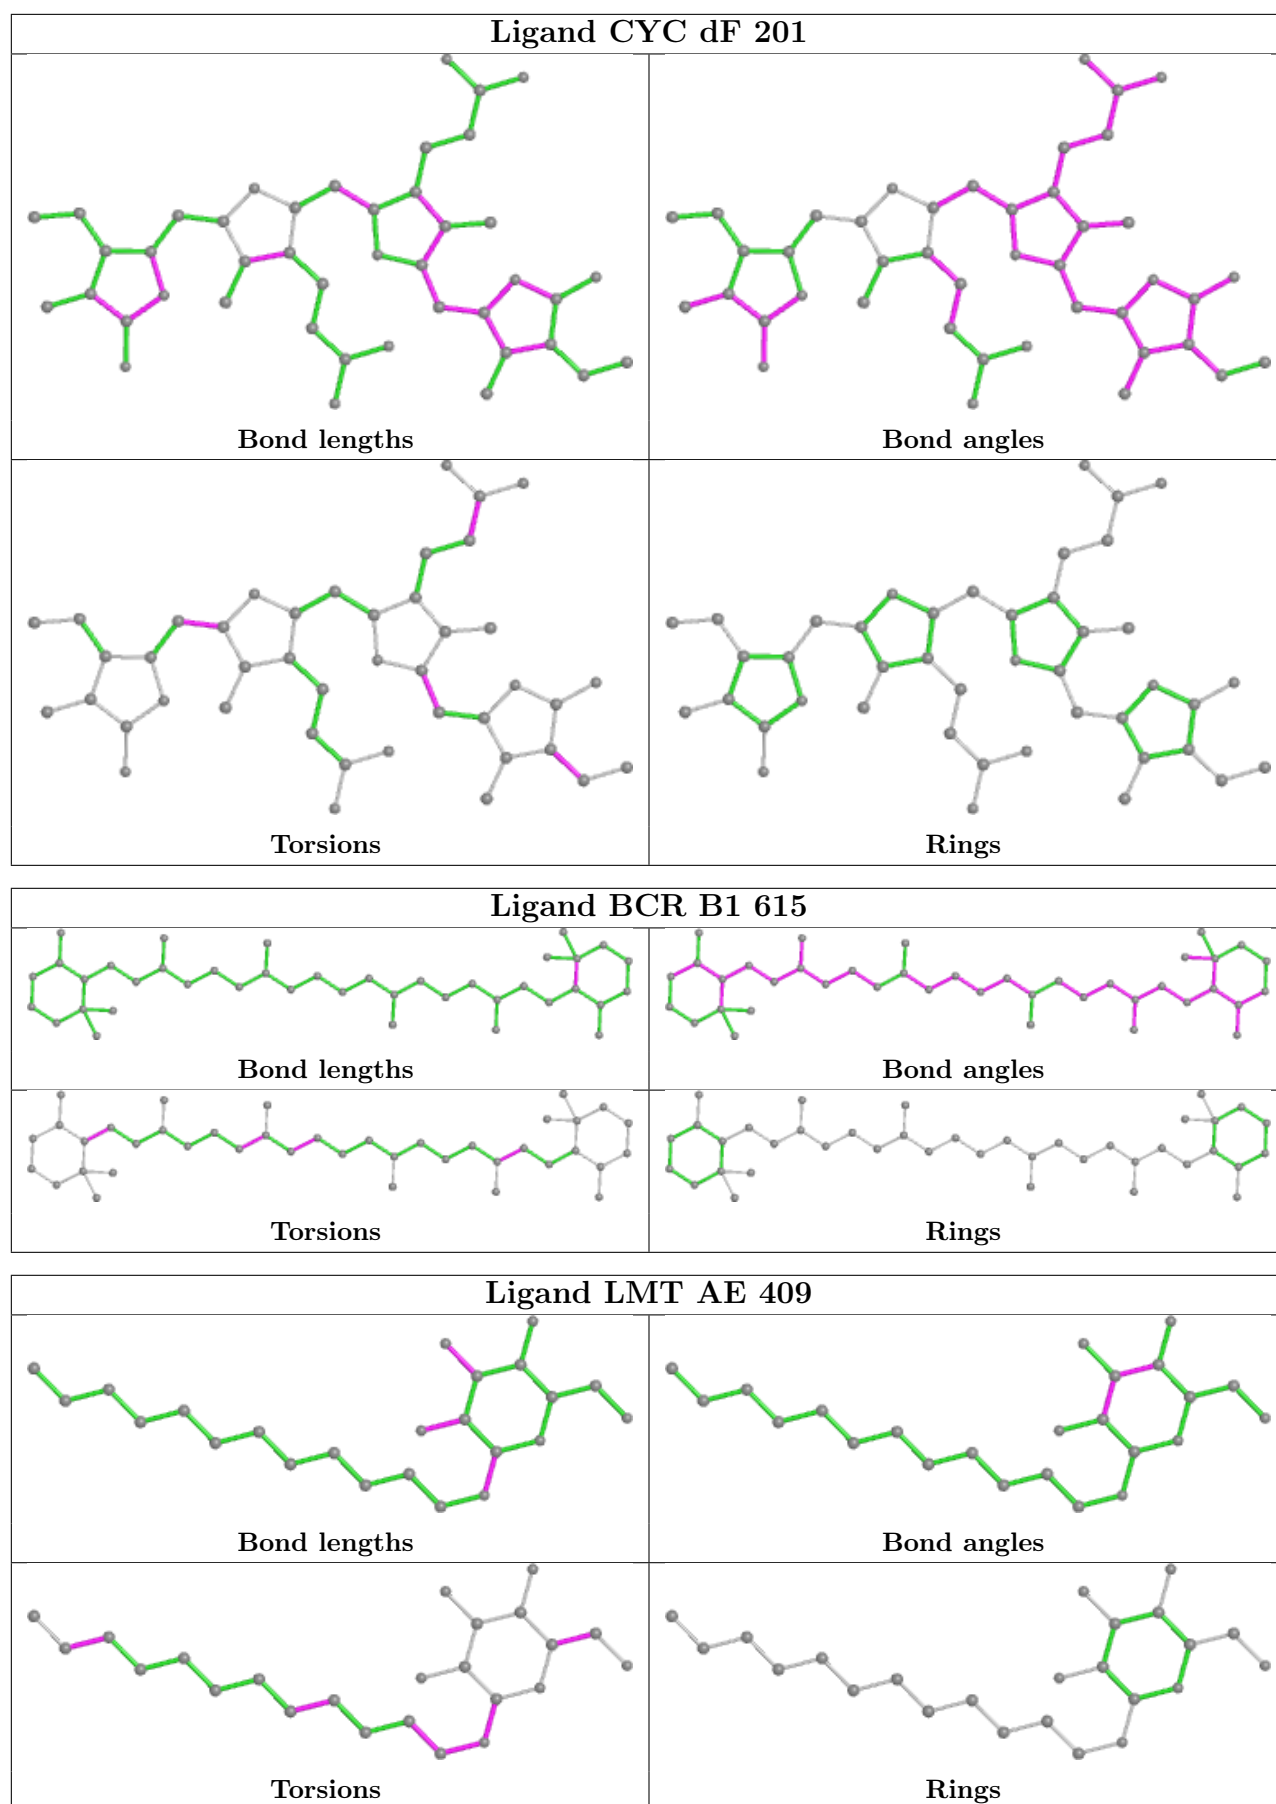 Ligand CYC dF 201
Bond lengths
Bond angles
Torsions
Rings
Ligand BCR B1 615
Bond lengths
Bond angles
Torsions
Rings
Ligand LMT AE 409
Bond lengths
Bond angles
Torsions
Rings